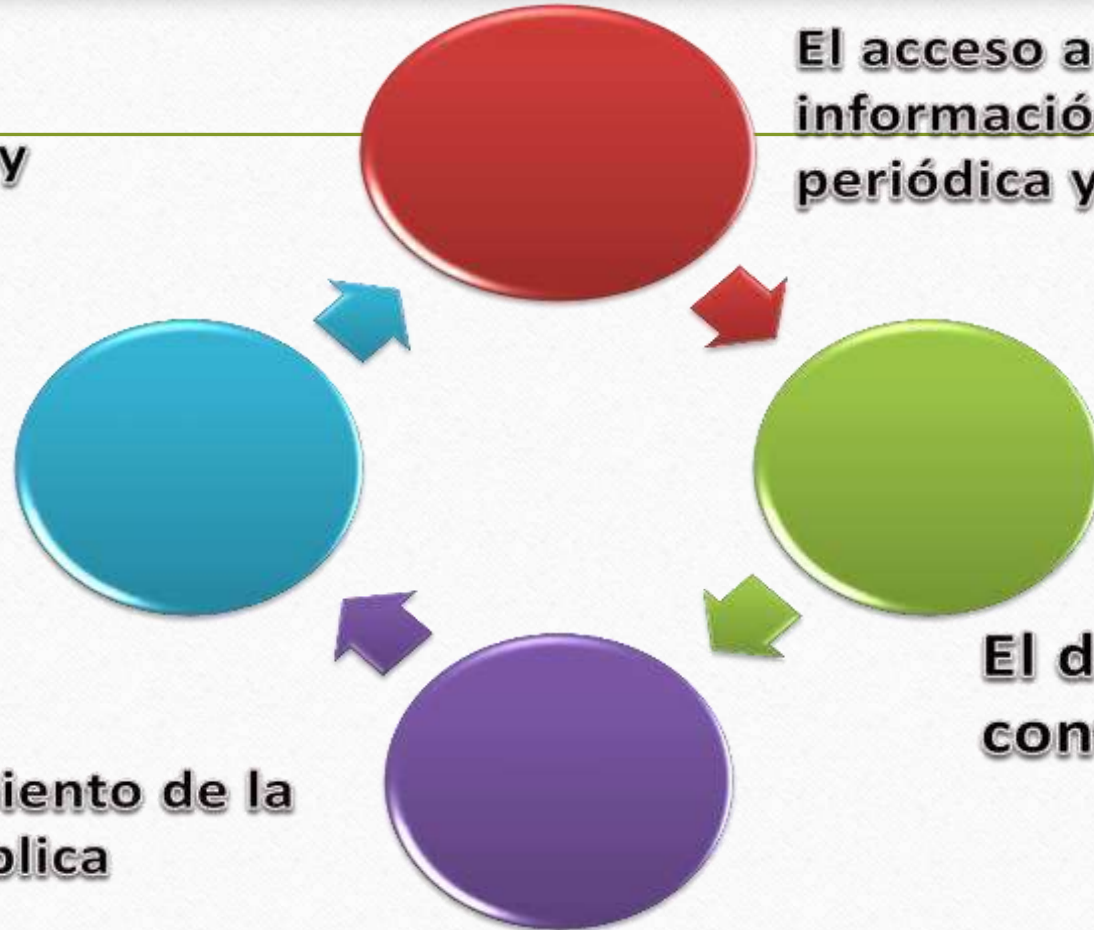 El acceso a
informació
periódica y
y
El d
con
iento de la
blica